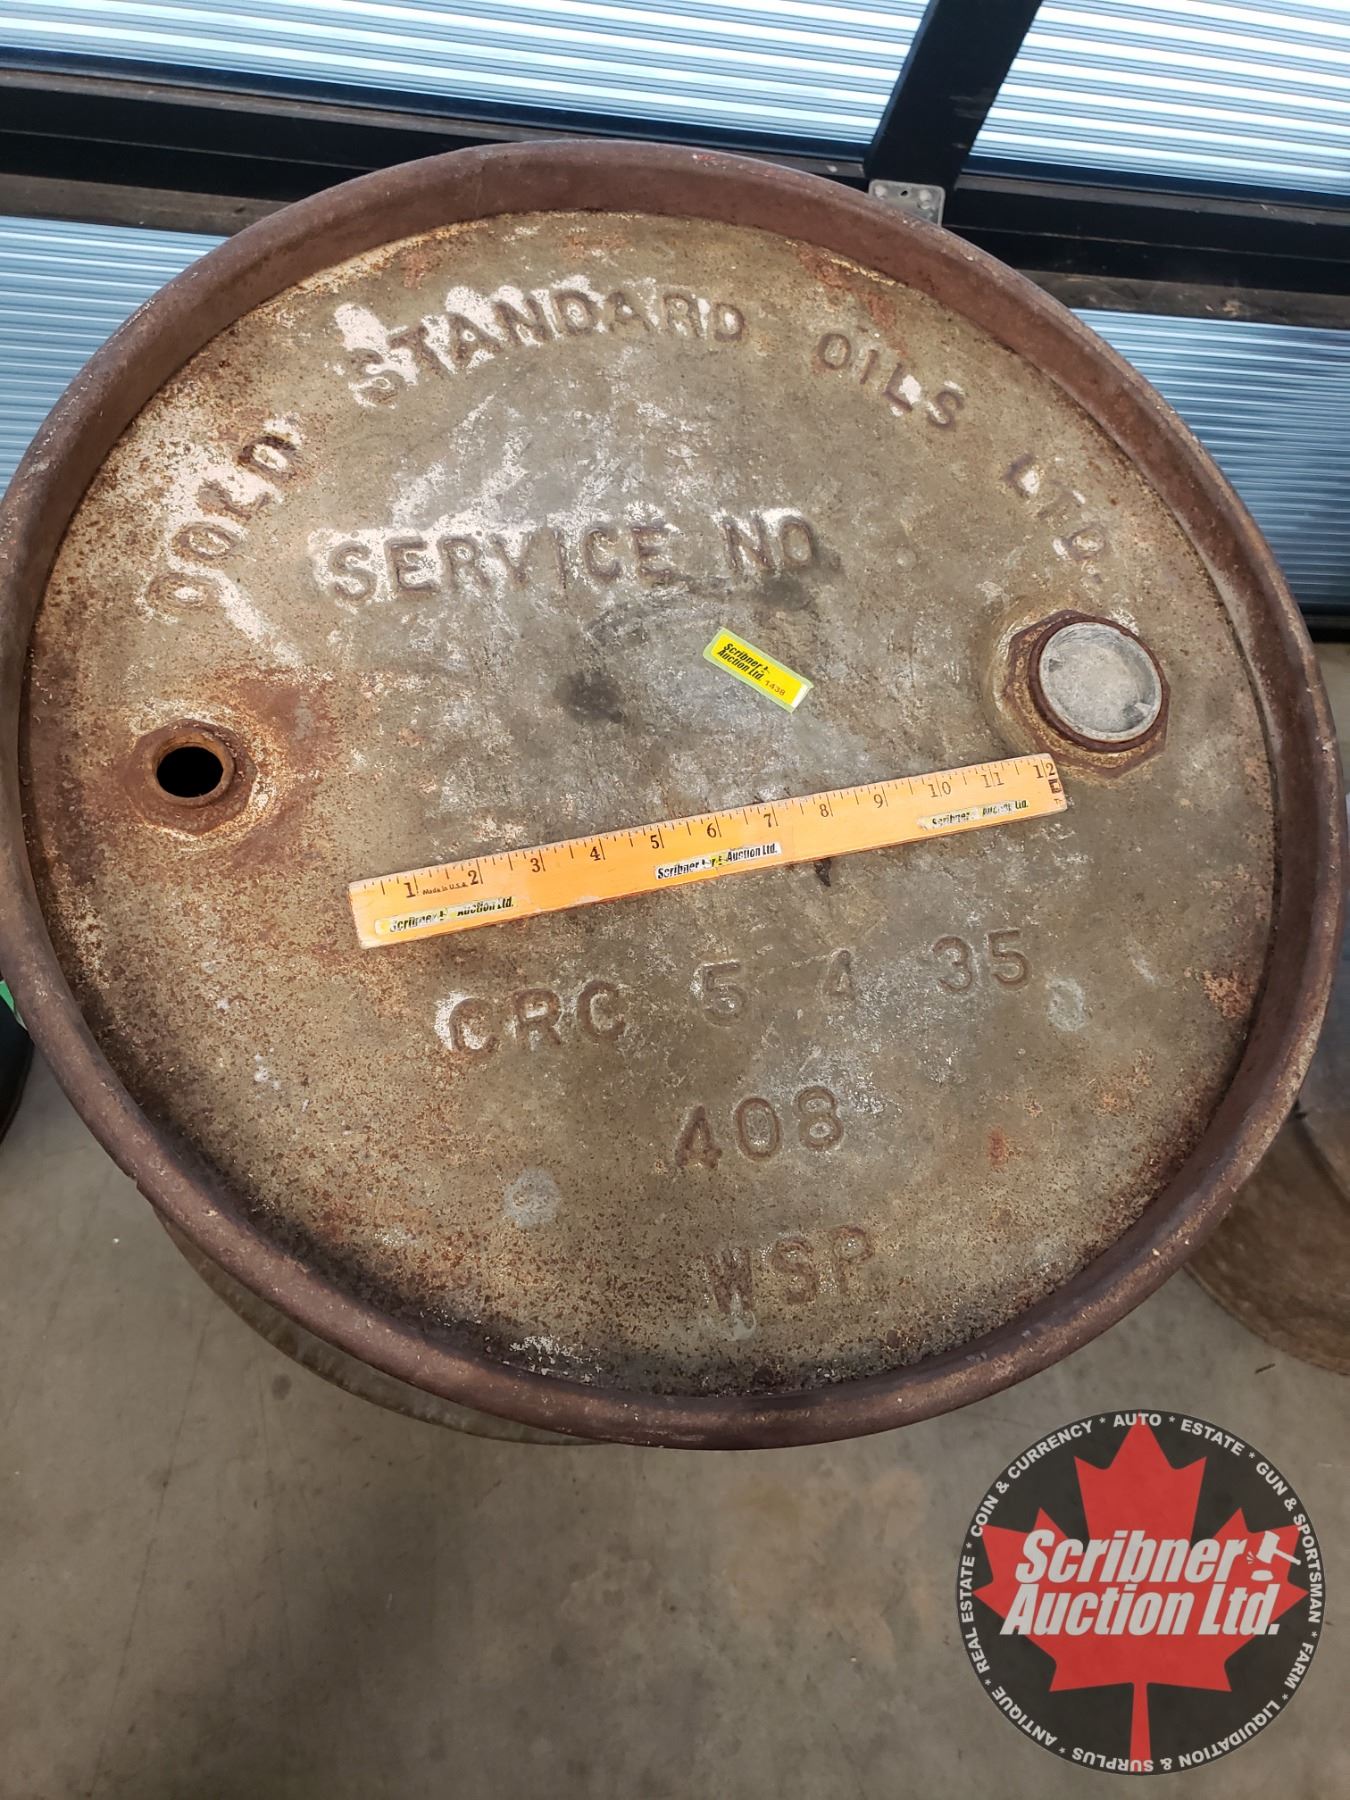 GOLD STANDARD OILS LTD.
SERVICE NO.
Scribner
Auction Ltd. 1438
1 2 3 4 5 6 7 8 9 10 11 12
Made in U.S.A.
Scribner Auction Ltd.
Scribner Auction Ltd.
Scribner Auction Ltd.
CRC 5 4 35
408
WSP
ANTIQUE * REAL ESTATE * COIN & CURRENCY * AUTO * ESTATE * GUN & SPORTSMAN * FARM * LIQUIDATION & SURPLUS *
Scribner
Auction Ltd.